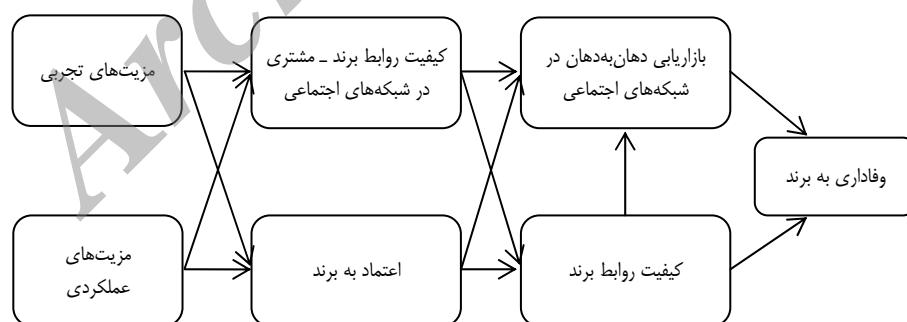 مزیت‌های تجربی
کیفیت روابط برند ـ مشتری
در شبکه‌های اجتماعی
بازاریابی دهان‌به‌دهان در
شبکه‌های اجتماعی
وفاداری به برند
مزیت‌های
عملکردی
اعتماد به برند
کیفیت روابط برند